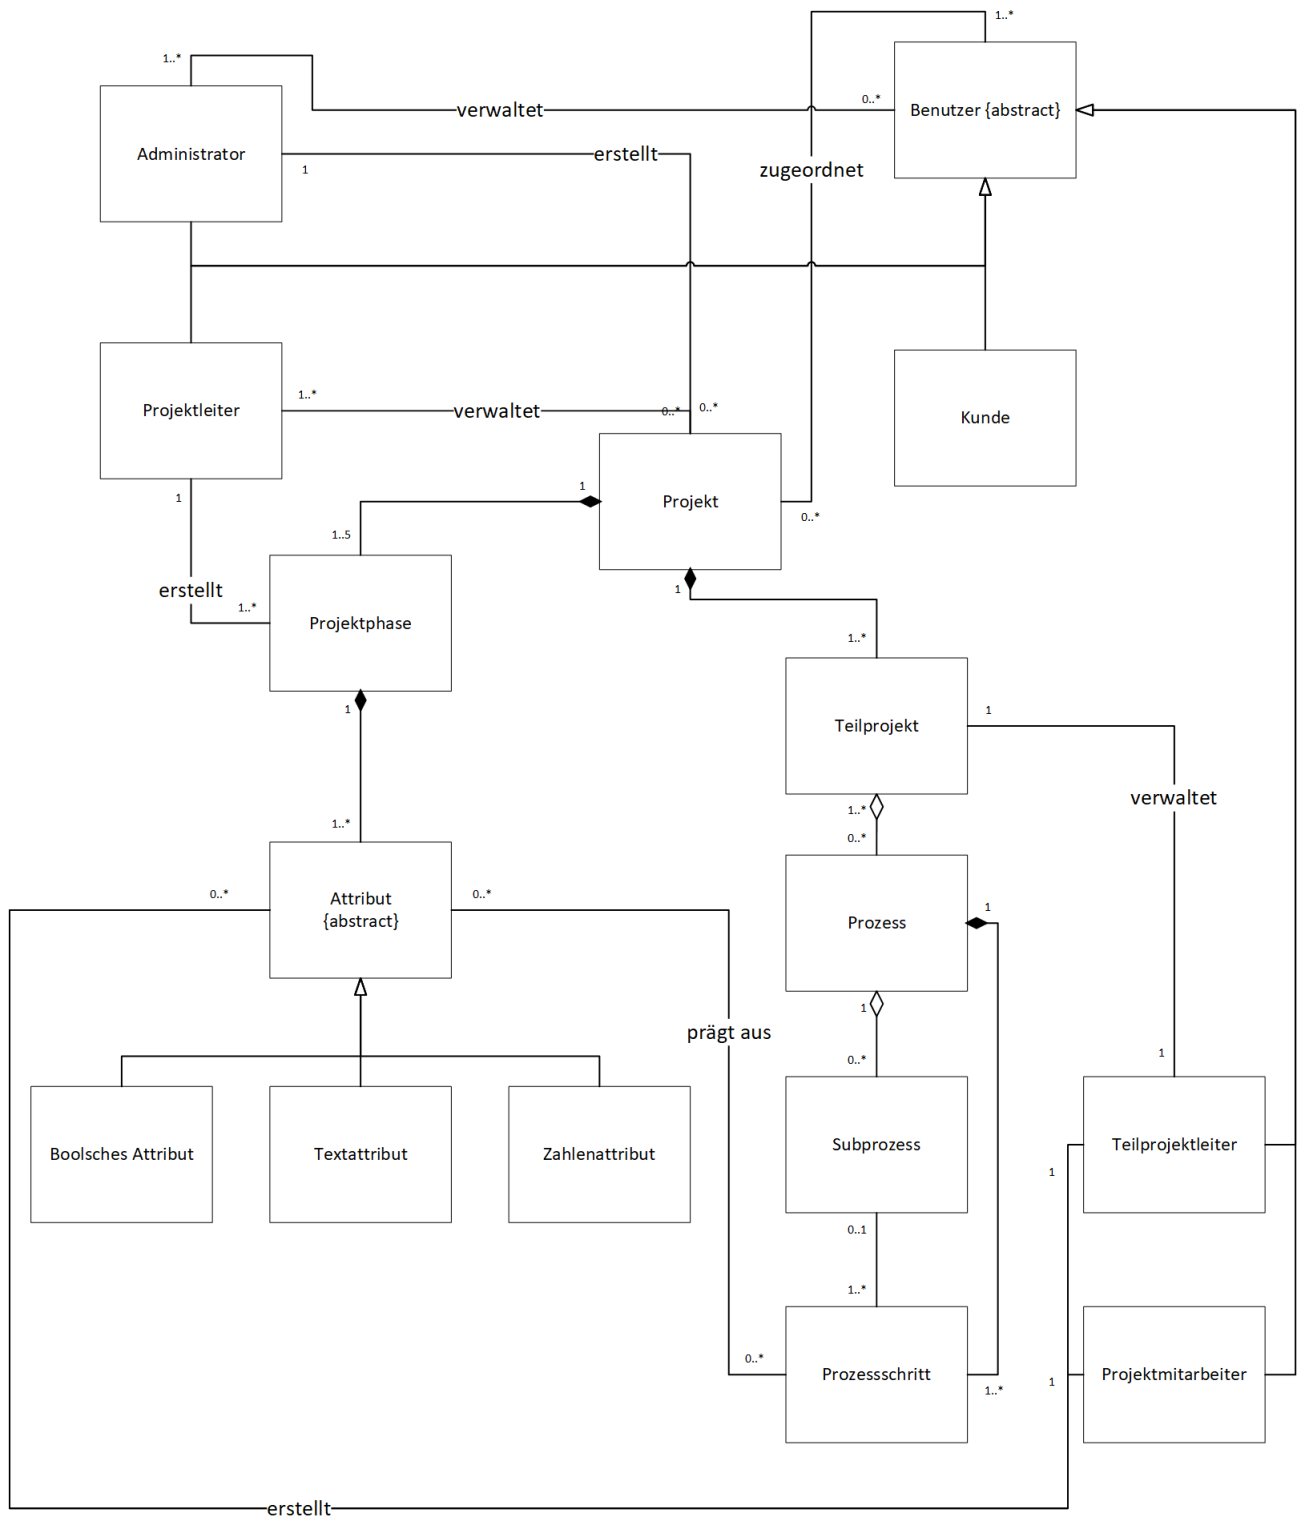 1..*
1..*
0..*
verwaltet
Benutzer {abstract}
Administrator
erstellt
1
zugeordnet
1..*
0..*
0..*
Projektleiter
verwaltet
Kunde
1
1
Projekt
0..*
1..5
erstellt
1
1..*
Projektphase
1..*
1
1
Teilprojekt
verwaltet
1..*
1..*
0..*
0..*
0..*
Attribut
{abstract}
1
Prozess
1
prägt aus
0..*
1
Boolsches Attribut
Textattribut
Zahlenattribut
Subprozess
Teilprojektleiter
1
0..1
1..*
0..*
Prozessschritt
1
Projektmitarbeiter
1..*
erstellt